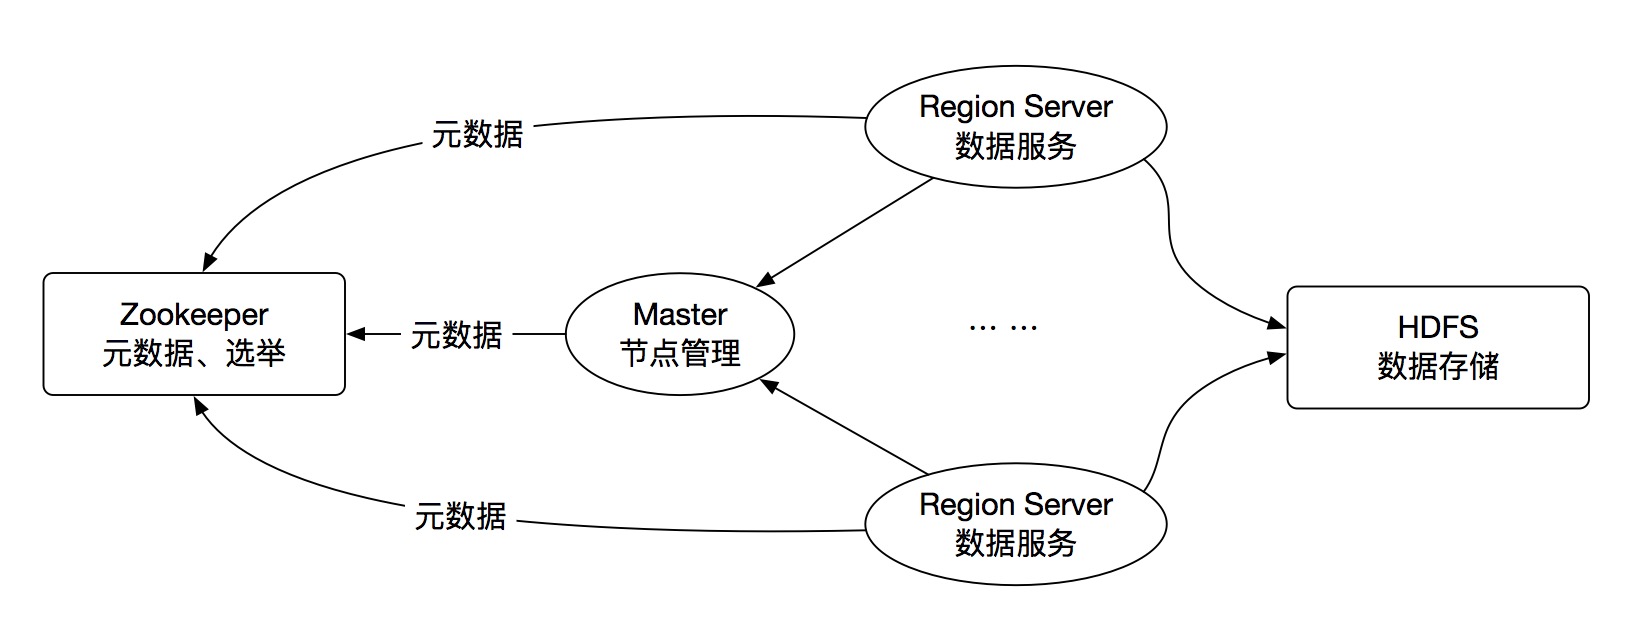 Region Server
数据服务
元数据
Zookeeper
元数据、选举
元数据
Master
节点管理
... ...
HDFS
数据存储
元数据
Region Server
数据服务